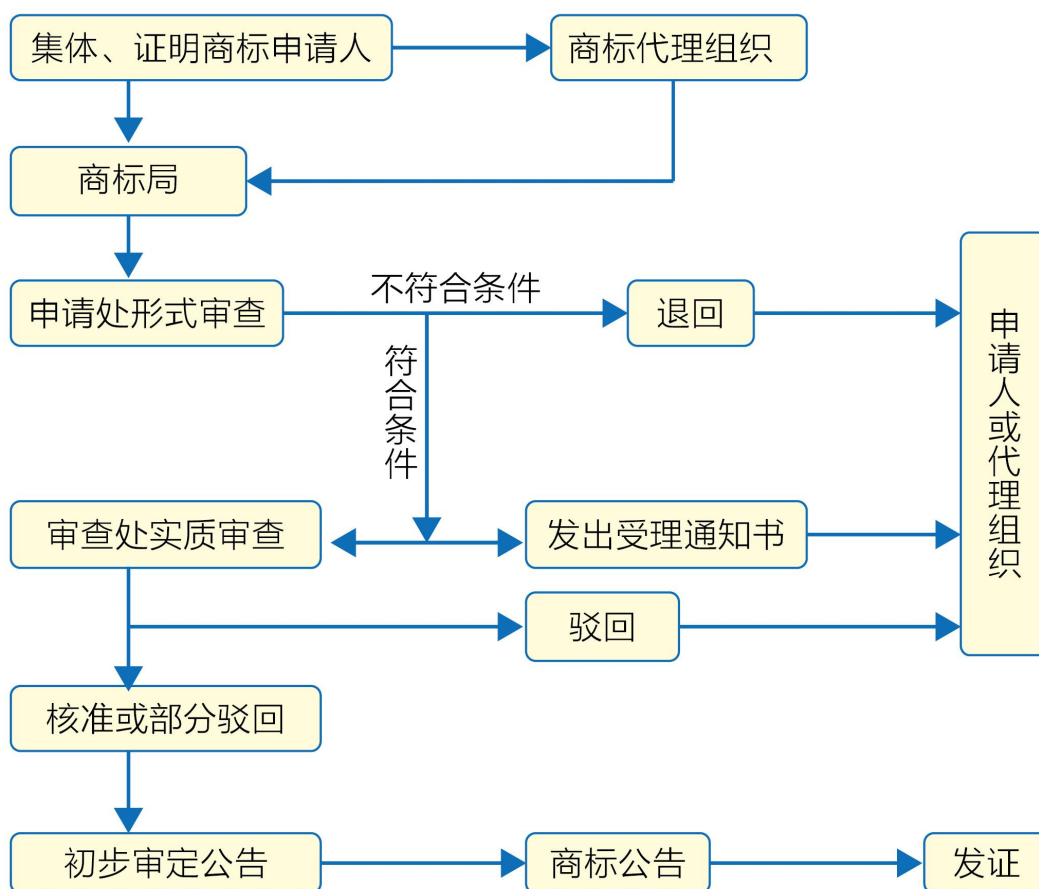 集体、证明商标申请人
商标代理组织
商标局
申请处形式审查
不符合条件
退回
符合条件
申请人或代理组织
审查处实质审查
发出受理通知书
驳回
核准或部分驳回
初步审定公告
商标公告
发证